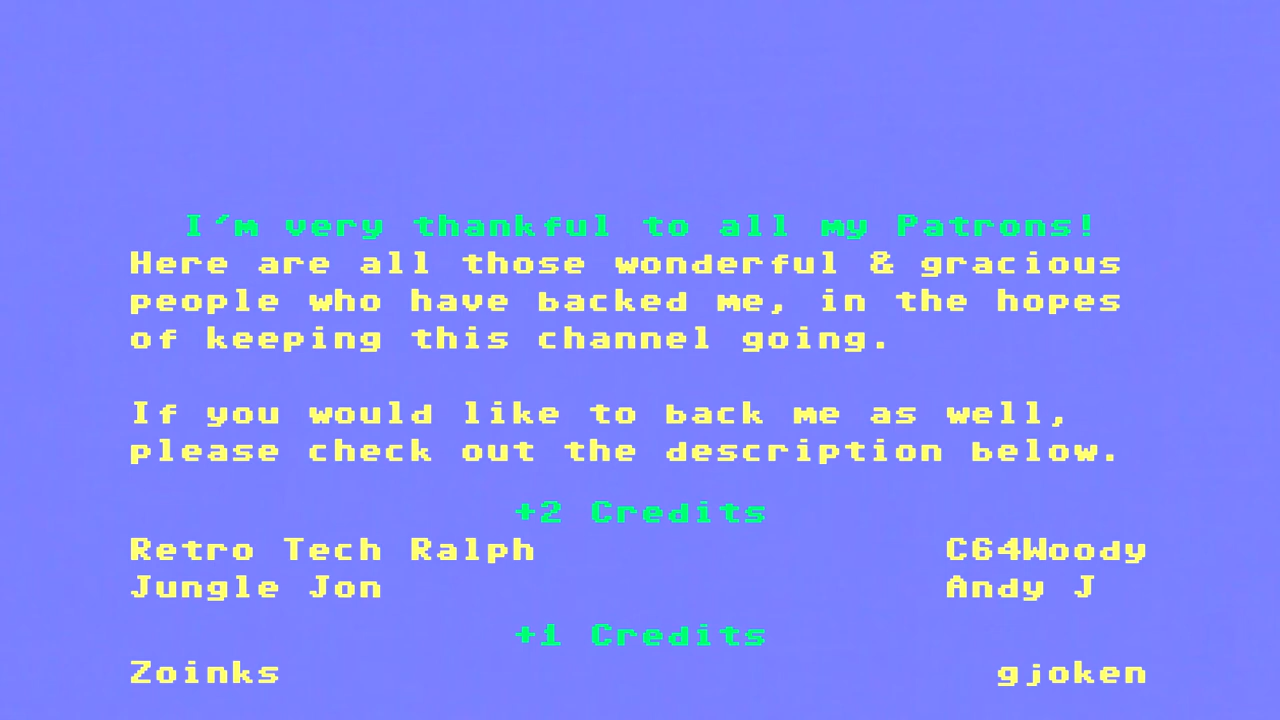 I'm very thankful to all my Patrons!
Here are all those wonderful & gracious
people who have backed me, in the hopes
of keeping this channel going.
If you would like to back me as well,
please check out the description below.
+2 Credits
Retro Tech Ralph C64Woody
Jungle Jon Andy J
+1 Credits
Zoinks gjoken